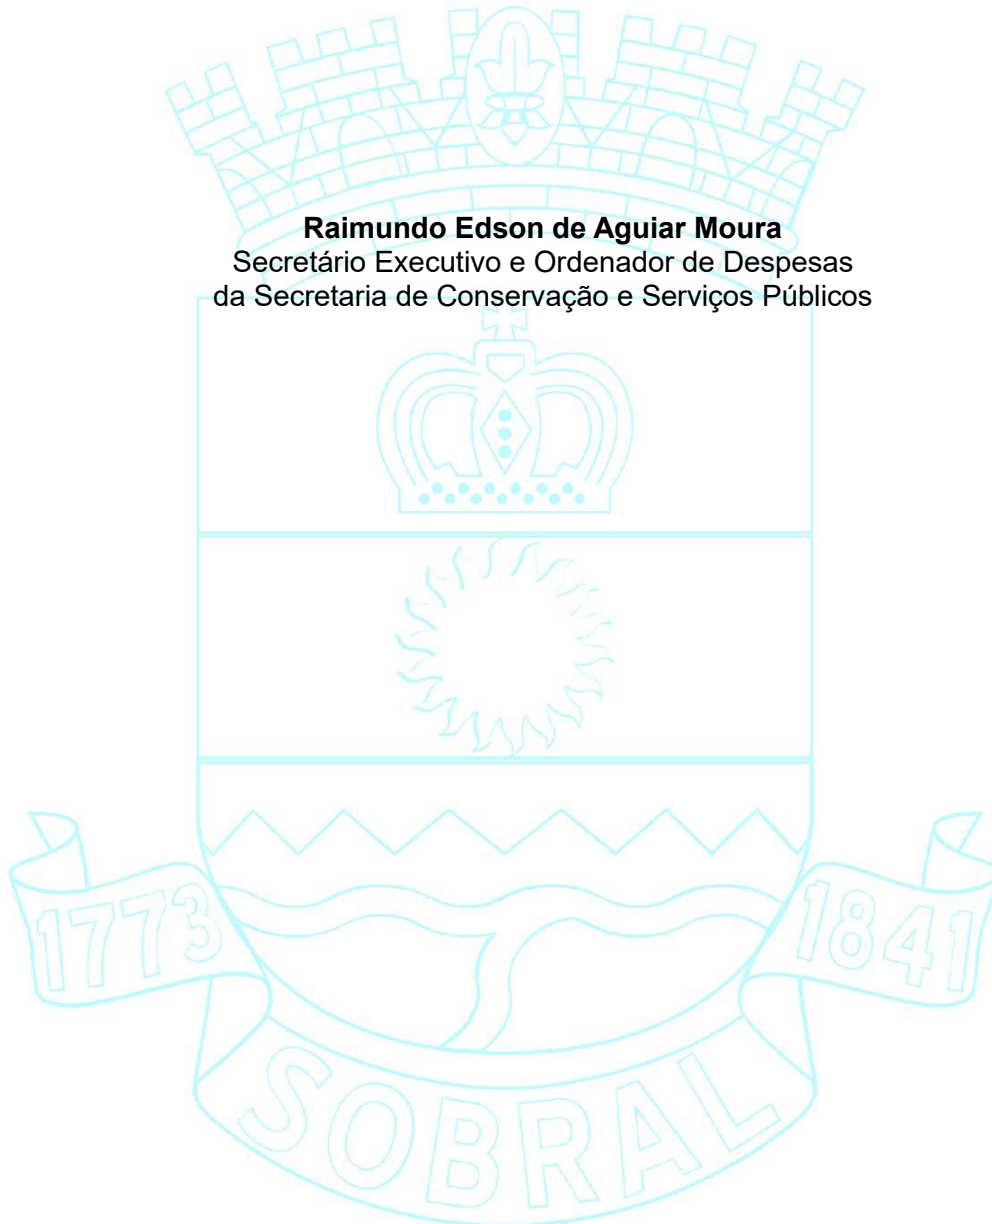 Raimundo Edson de Aguiar Moura
Secretário Executivo e Ordenador de Despesas
da Secretaria de Conservação e Serviços Públicos
1773
1841
SOBRAL